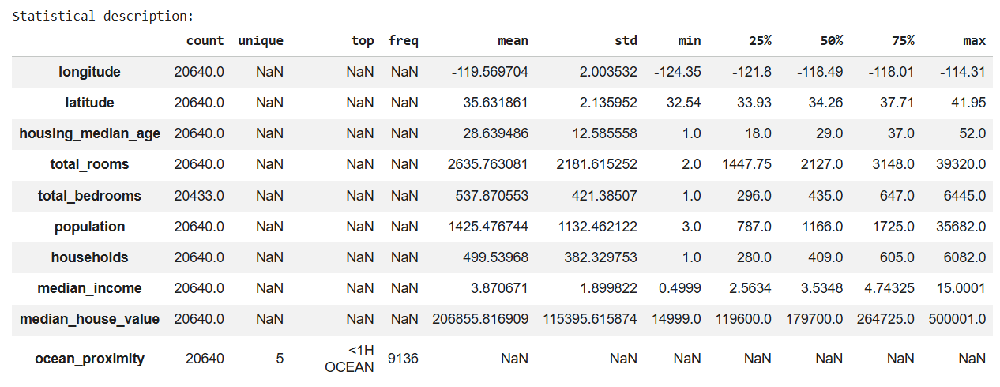 Statistical description:
count unique top freq mean std min 25% 50% 75% max
longitude 20640.0 NaN NaN NaN -119.569704 2.003532 -124.35 -121.8 -118.49 -118.01 -114.31
latitude 20640.0 NaN NaN NaN 35.631861 2.135952 32.54 33.93 34.26 37.71 41.95
housing_median_age 20640.0 NaN NaN NaN 28.639486 12.585558 1.0 18.0 29.0 37.0 52.0
total_rooms 20640.0 NaN NaN NaN 2635.763081 2181.615252 2.0 1447.75 2127.0 3148.0 39320.0
total_bedrooms 20433.0 NaN NaN NaN 537.870553 421.38507 1.0 296.0 435.0 647.0 6445.0
population 20640.0 NaN NaN NaN 1425.476744 1132.462122 3.0 787.0 1166.0 1725.0 35682.0
households 20640.0 NaN NaN NaN 499.53968 382.329753 1.0 280.0 409.0 605.0 6082.0
median_income 20640.0 NaN NaN NaN 3.870671 1.899822 0.4999 2.5634 3.5348 4.74325 15.0001
median_house_value 20640.0 NaN NaN NaN 206855.816909 115395.615874 14999.0 119600.0 179700.0 264725.0 500001.0
ocean_proximity 20640 5 <1H OCEAN 9136 NaN NaN NaN NaN NaN NaN NaN